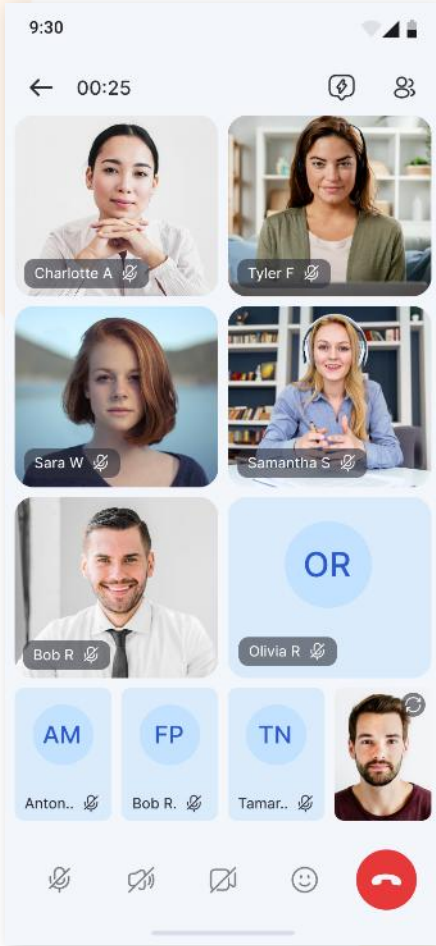 9:30
00:25
Charlotte A
Tyler F
Sara W
Samantha S
Bob R
OR
Olivia R
AM
FP
TN
Anton..
Bob R.
Tamar..